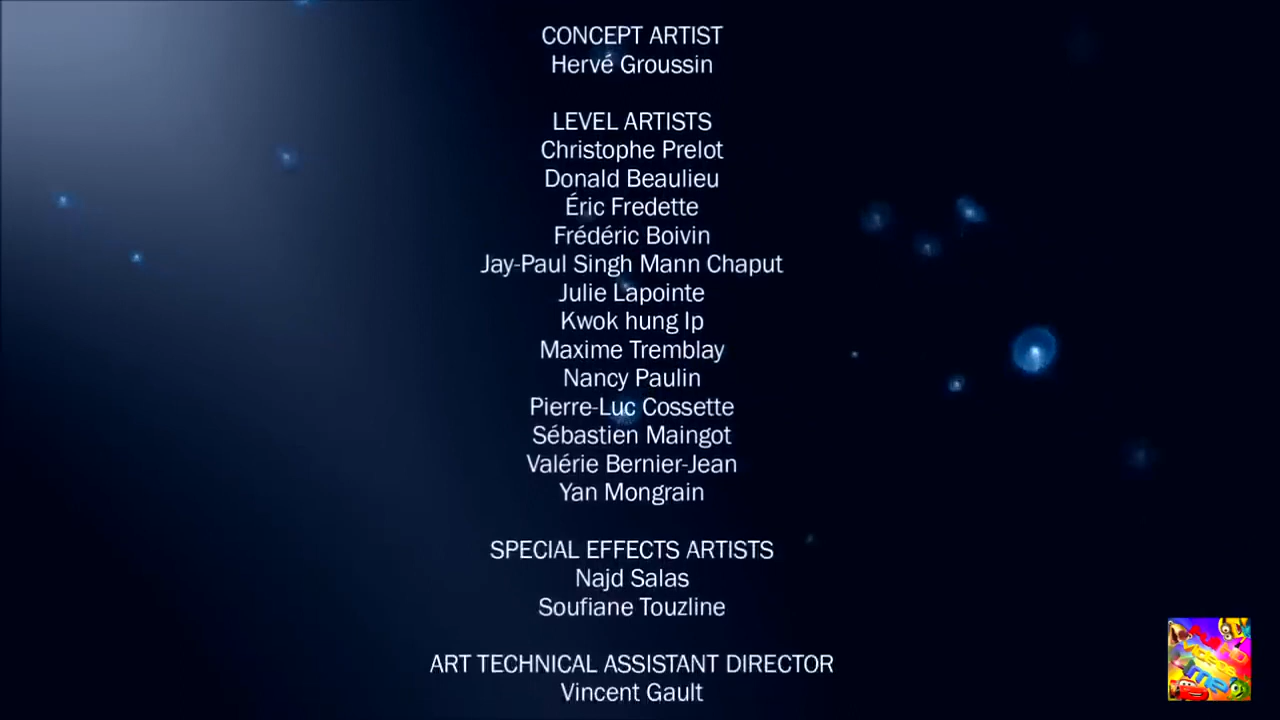 CONCEPT ARTIST
Hervé Groussin
LEVEL ARTISTS
Christophe Prelot
Donald Beaulieu
Éric Fredette
Frédéric Boivin
Jay-Paul Singh Mann Chaput
Julie Lapointe
Kwok hung Ip
Maxime Tremblay
Nancy Paulin
Pierre-Luc Cossette
Sébastien Maingot
Valérie Bernier-Jean
Yan Mongrain
SPECIAL EFFECTS ARTISTS
Najd Salas
Soufiane Touzline
ART TECHNICAL ASSISTANT DIRECTOR
Vincent Gault